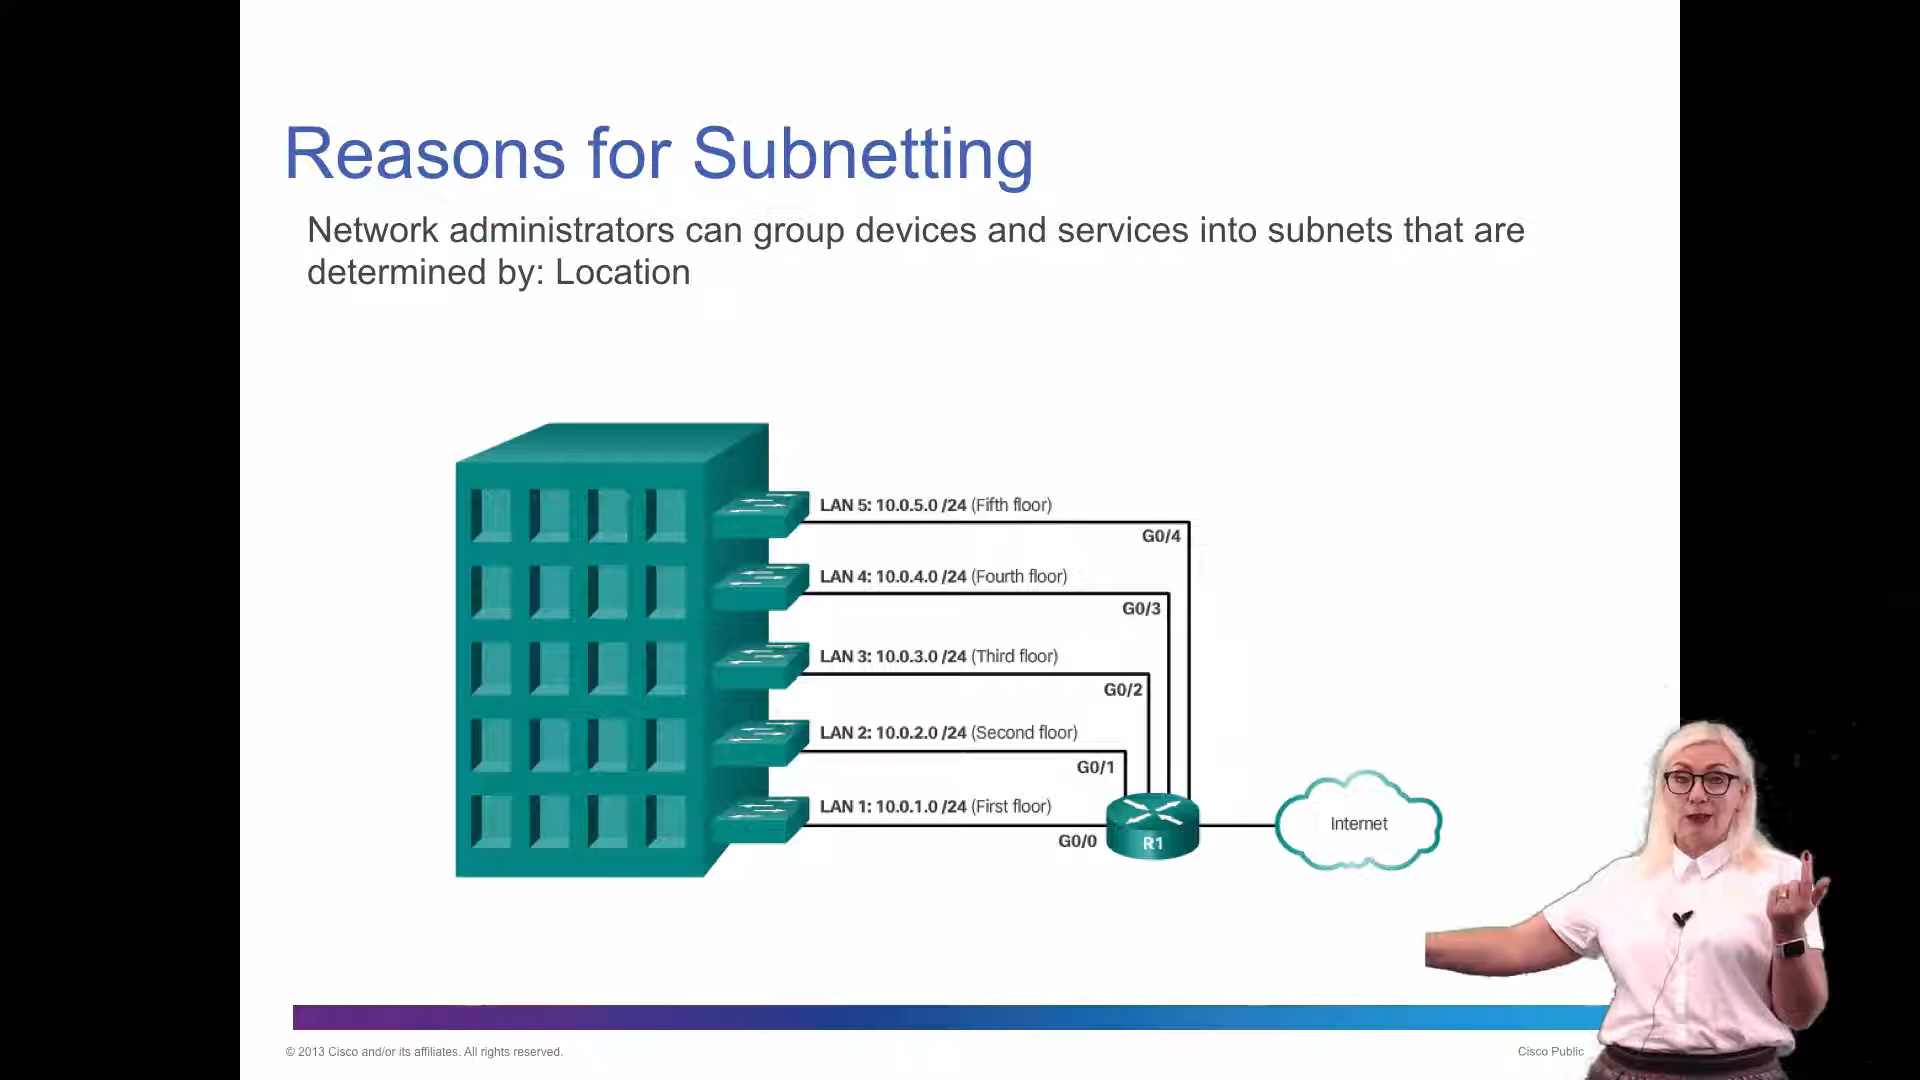 Reasons for Subnetting
Network administrators can group devices and services into subnets that are
determined by: Location
LAN 5: 10.0.5.0 /24 (Fifth floor)
G0/4
LAN 4: 10.0.4.0 /24 (Fourth floor)
G0/3
LAN 3: 10.0.3.0 /24 (Third floor)
G0/2
LAN 2: 10.0.2.0 /24 (Second floor)
G0/1
LAN 1: 10.0.1.0 /24 (First floor)
G0/0
R1
Internet
© 2013 Cisco and/or its affiliates. All rights reserved.
Cisco Public